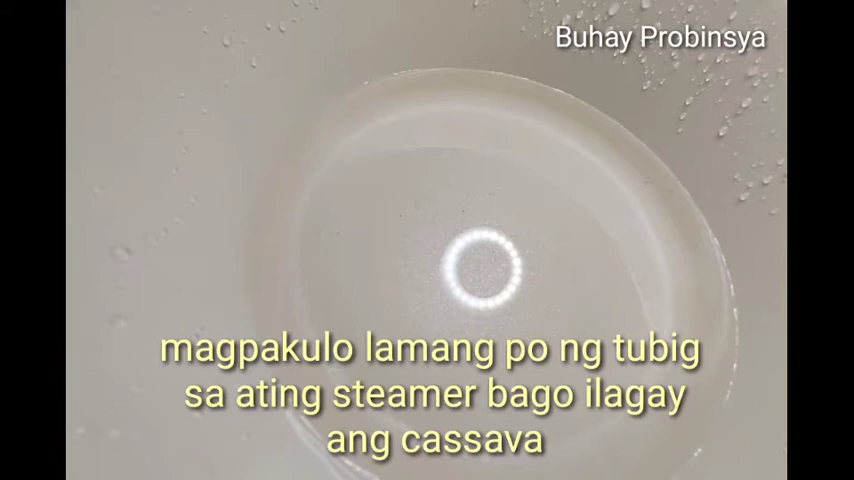 Buhay Probinsya
magpakulo lamang po ng tubig
sa ating steamer bago ilagay
ang cassava